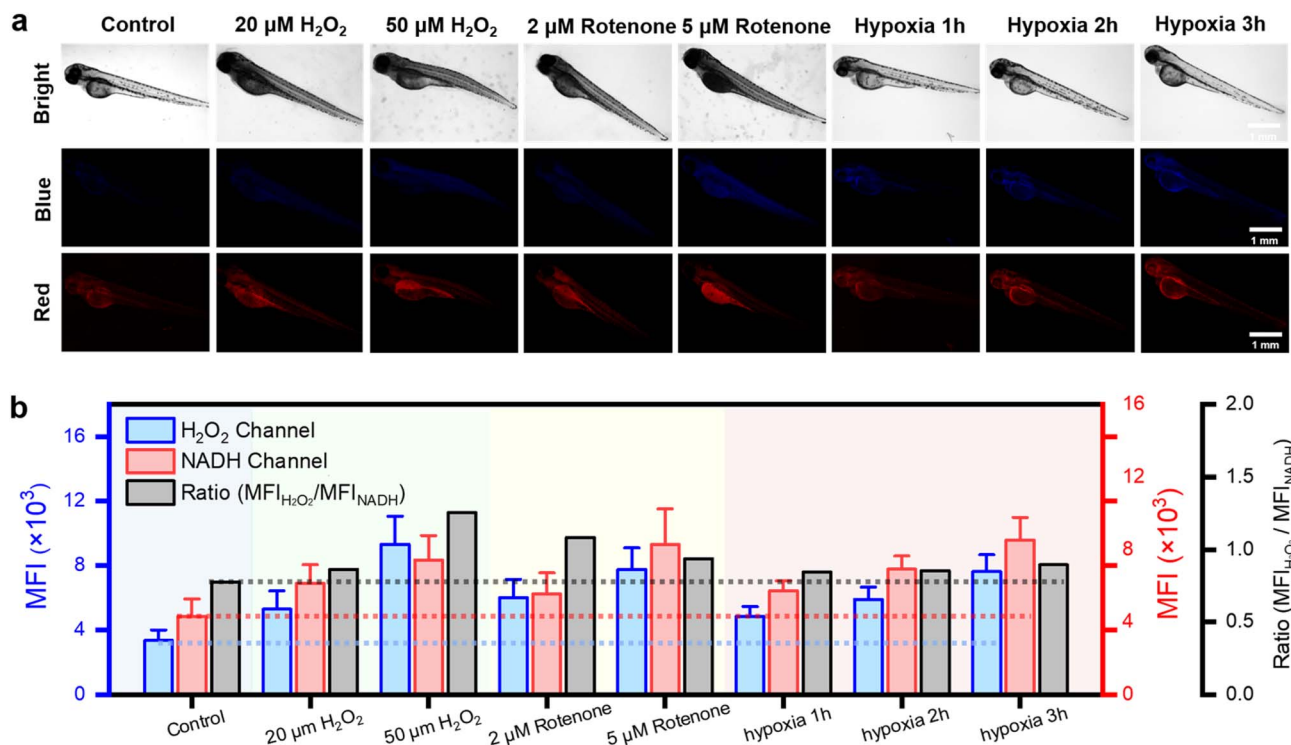 a
Control 20 µM H₂O₂ 50 µM H₂O₂ 2 µM Rotenone 5 µM Rotenone Hypoxia 1h Hypoxia 2h Hypoxia 3h
Bright
1 mm
Blue
1 mm
Red
1 mm
b
H₂O₂ Channel
NADH Channel
Ratio (MFI_H₂O₂/MFI_NADH)
MFI (×10³)
16
12
8
4
0
MFI (×10³)
16
12
8
4
0
Ratio (MFI_H₂O₂ / MFI_NADH)
2.0
1.5
1.0
0.5
0.0
Control 20 µm H₂O₂ 50 µm H₂O₂ 2 µM Rotenone 5 µM Rotenone hypoxia 1h hypoxia 2h hypoxia 3h